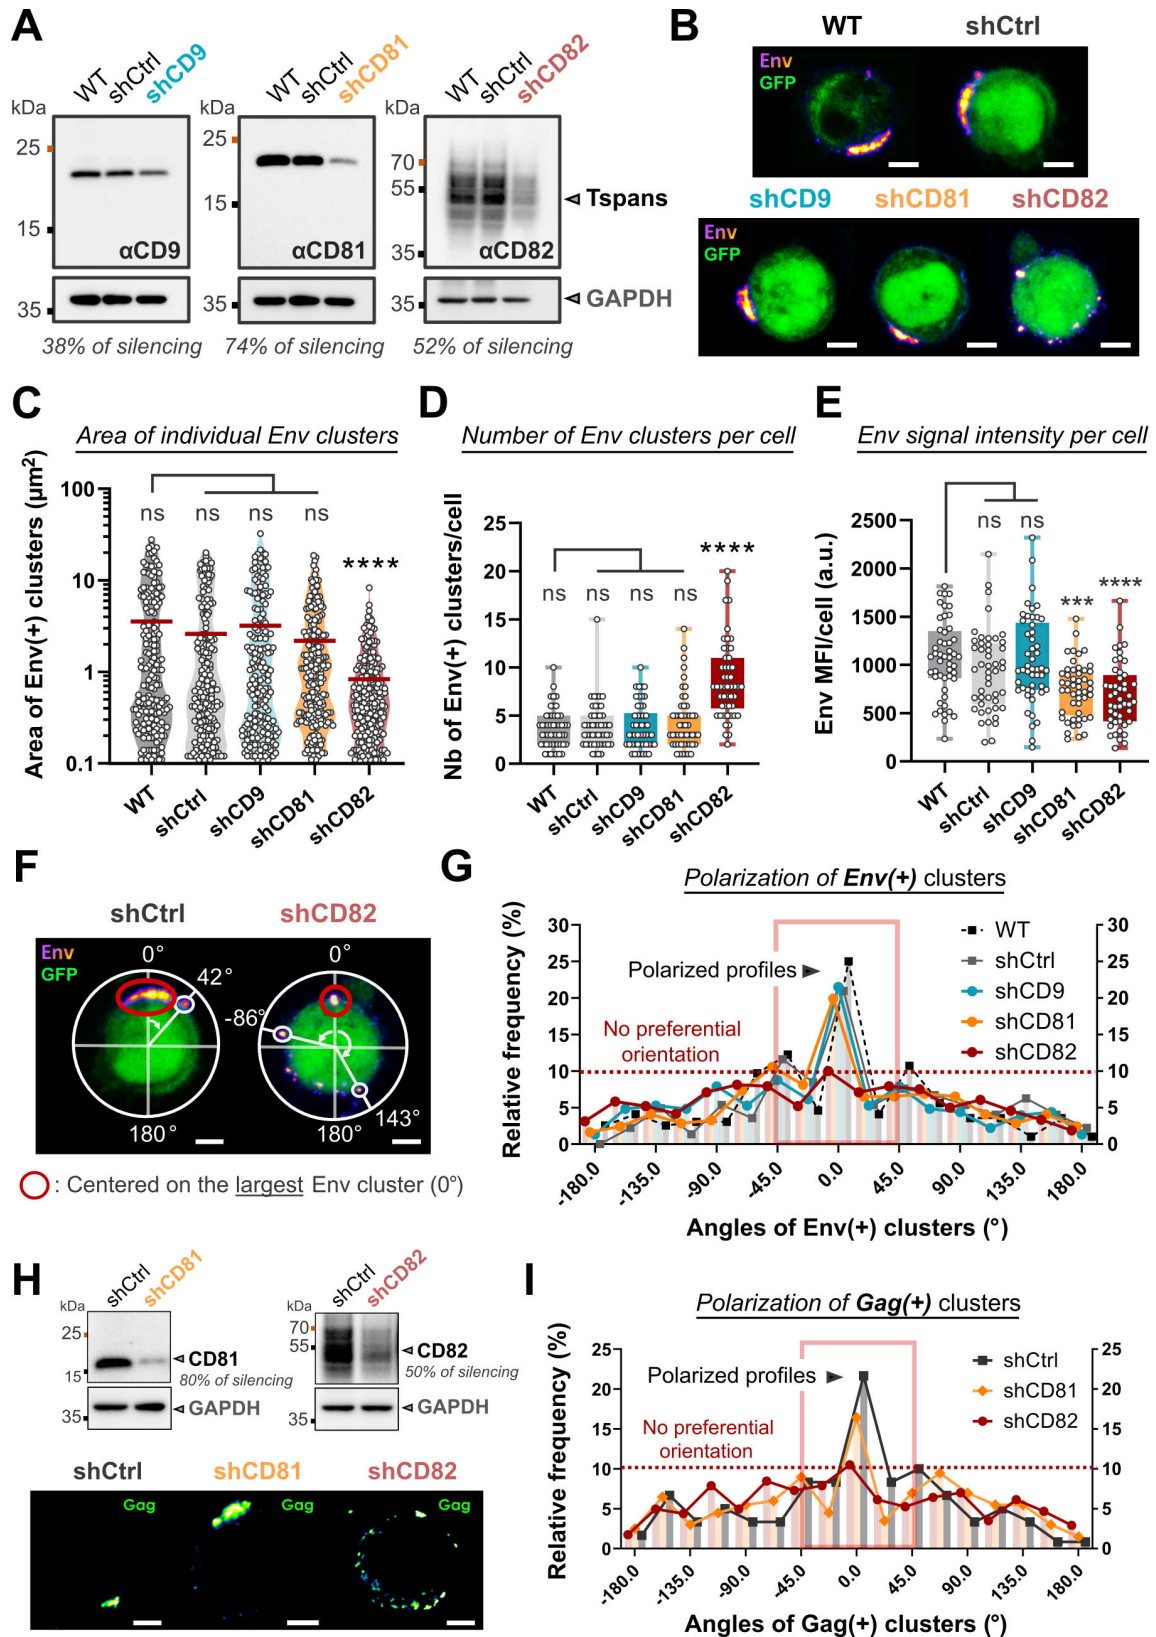 A
WT
shCtrl
shCD9
WT
shCtrl
shCD81
WT
shCtrl
shCD82
kDa
kDa
kDa
25
15
35
25
15
35
70
55
35
35
αCD9
αCD81
αCD82
Tspans
GAPDH
38% of silencing
74% of silencing
52% of silencing
B
WT
shCtrl
Env
GFP
shCD9
shCD81
shCD82
Env
GFP
C
Area of individual Env clusters
Area of Env(+) clusters (µm²)
100
10
1
0.1
ns
ns
ns
ns
****
WT
shCtrl
shCD9
shCD81
shCD82
D
Number of Env clusters per cell
Nb of Env(+) clusters/cell
25
20
15
10
5
0
ns
ns
ns
ns
****
WT
shCtrl
shCD9
shCD81
shCD82
E
Env signal intensity per cell
Env MFI/cell (a.u.)
2500
2000
1500
1000
500
0
ns
ns
***
****
WT
shCtrl
shCD9
shCD81
shCD82
F
shCtrl
shCD82
Env
GFP
0°
42°
180°
0°
-86°
143°
180°
: Centered on the largest Env cluster (0°)
G
Polarization of Env(+) clusters
Relative frequency (%)
30
25
20
15
10
5
0
30
25
20
15
10
5
0
Polarized profiles
No preferential
orientation
WT
shCtrl
shCD9
shCD81
shCD82
-180.0
-135.0
-90.0
-45.0
0.0
45.0
90.0
135.0
180.0
Angles of Env(+) clusters (°)
H
shCtrl
shCD81
shCtrl
shCD82
kDa
25
15
35
CD81
80% of silencing
GAPDH
kDa
70
55
35
CD82
50% of silencing
GAPDH
shCtrl
shCD81
shCD82
Gag
Gag
Gag
I
Polarization of Gag(+) clusters
Relative frequency (%)
25
20
15
10
5
0
25
20
15
10
5
0
Polarized profiles
No preferential
orientation
shCtrl
shCD81
shCD82
-180.0
-135.0
-90.0
-45.0
0.0
45.0
90.0
135.0
180.0
Angles of Gag(+) clusters (°)